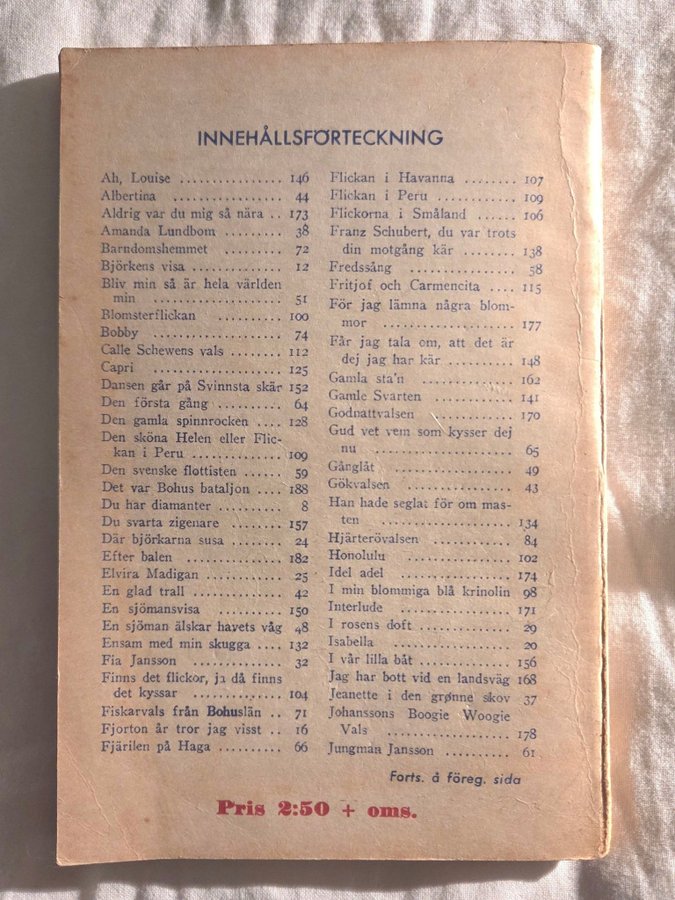 INNEHÅLLSFÖRTECKNING
Ah, Louise ................ 146
Albertina ................ 44
Aldrig var du mig så nära .. 173
Amanda Lundbom ......... 38
Barndomshemmet ......... 72
Björkens visa .............. 12
Bliv min så är hela världen
min .................... 51
Blomsterflickan .......... 100
Bobby .................... 74
Calle Schewens vals ........ 112
Capri .................... 125
Dansen går på Svinnsta skär 152
Den första gång .......... 64
Den gamla spinnrocken .... 128
Den sköna Helen eller Flic-
kan i Peru .............. 109
Den svenske flottisten ...... 59
Det var Bohus bataljon .... 188
Du har diamanter .......... 8
Du svarta zigenare ........ 157
Där björkarna susa ........ 24
Efter balen .............. 182
Elvira Madigan ............ 25
En glad trall .............. 42
En sjömansvisa .......... 150
En sjöman älskar havets våg 48
Ensam med min skugga .... 132
Fia Jansson .............. 32
Finns det flickor, ja då finns
det kyssar .............. 104
Fiskarvals från Bohuslän .. 71
Fjorton år tror jag visst .. 16
Fjärilen på Haga .......... 66
Flickan i Havanna ........ 107
Flickan i Peru ............ 109
Flickorna i Småland ...... 106
Franz Schubert, du var trots
din motgång kär ........ 138
Fredssång ................ 58
Fritjof och Carmencita .... 115
För jag lämna några blom-
mor .................... 177
Får jag tala om, att det är
dej jag har kär .......... 148
Gamla sta'n .............. 162
Gamle Svarten ............ 141
Godnattvalsen ............ 170
Gud vet vem som kysser dej
nu ...................... 65
Gånglåt .................. 49
Gökvalsen ................ 43
Han hade seglat för om mas-
ten .................... 134
Hjärterövalsen ............ 84
Honolulu ................ 102
Idel adel ................ 174
I min blommiga blå krinolin 98
Interlude ................ 171
I rosens doft .............. 29
Isabella .................. 20
I vår lilla båt ............ 156
Jag har bott vid en landsväg 168
Jeanette i den grønne skov 37
Johanssons Boogie Woogie
Vals .................... 178
Jungman Jansson .......... 61
Forts. å föreg. sida
Pris 2:50 + oms.